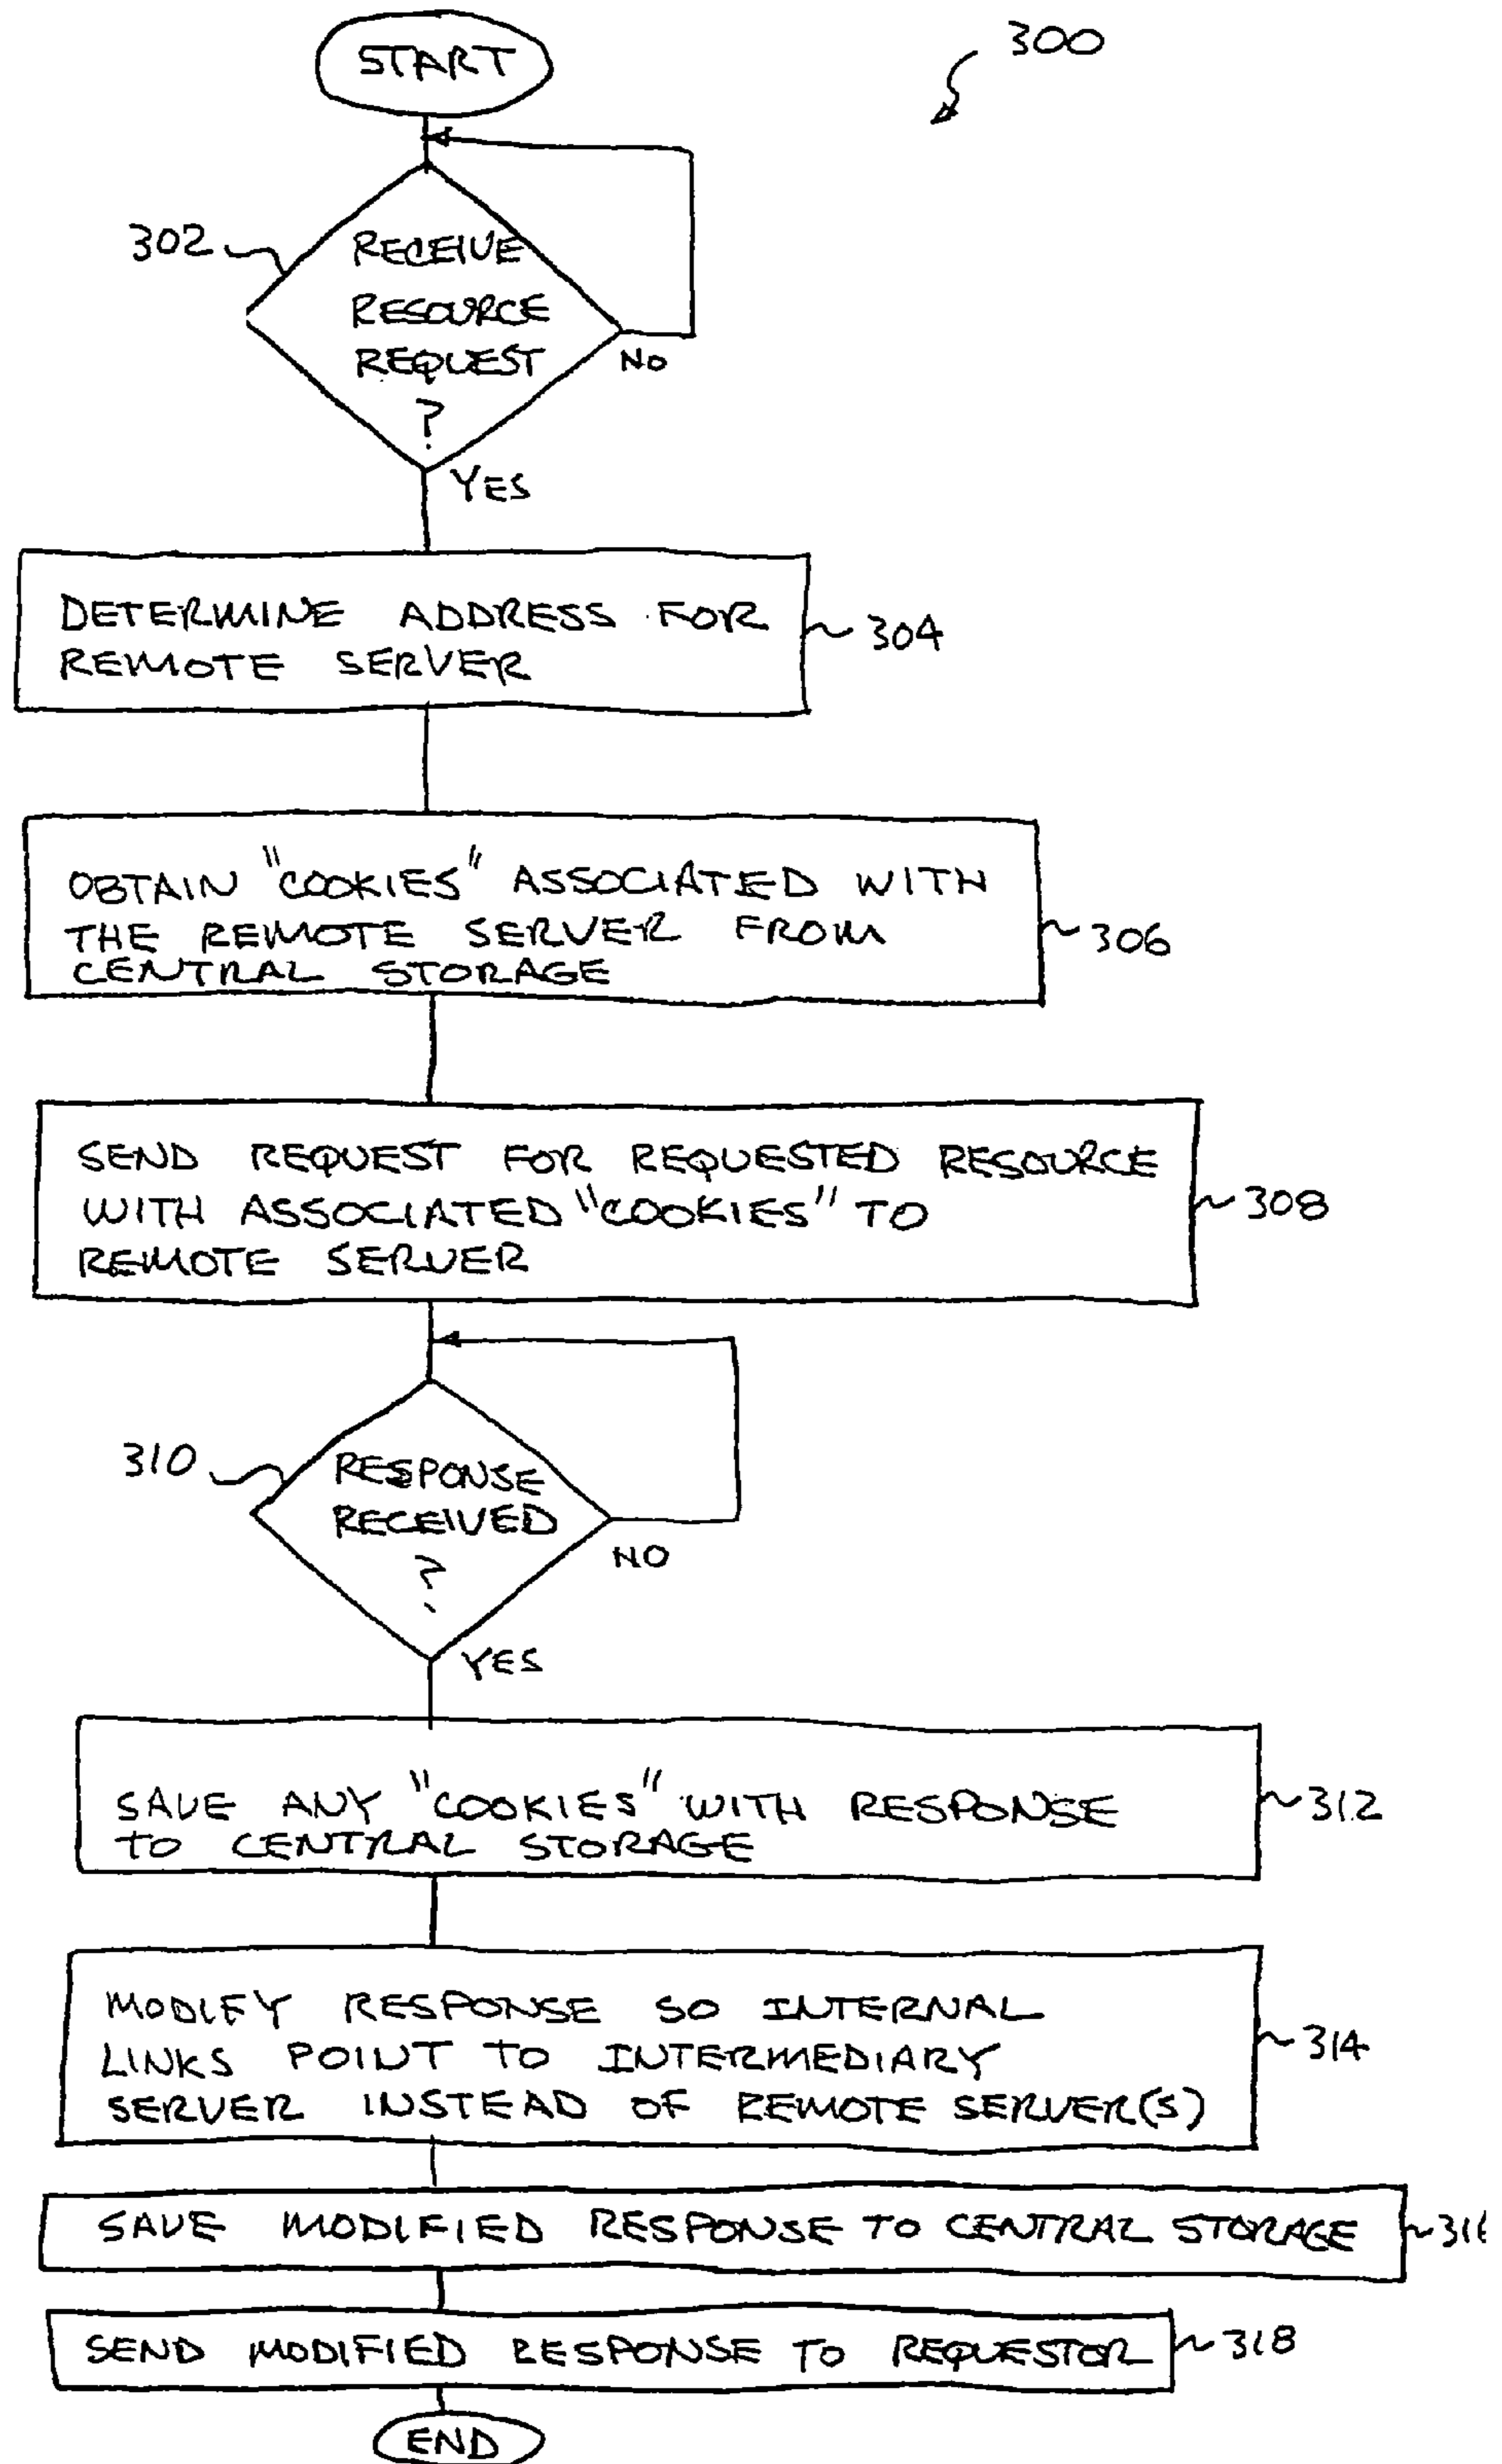 START
300
302
RECEIVE
RESOURCE
REQUEST
?
NO
YES
DETERMINE ADDRESS FOR
REMOTE SERVER
304
OBTAIN "COOKIES" ASSOCIATED WITH
THE REMOTE SERVER FROM
CENTRAL STORAGE
306
SEND REQUEST FOR REQUESTED RESOURCE
WITH ASSOCIATED "COOKIES" TO
REMOTE SERVER
308
310
RESPONSE
RECEIVED
?
NO
YES
SAVE ANY "COOKIES" WITH RESPONSE
TO CENTRAL STORAGE
312
MODIFY RESPONSE SO INTERNAL
LINKS POINT TO INTERMEDIARY
SERVER INSTEAD OF REMOTE SERVER(S)
314
SAVE MODIFIED RESPONSE TO CENTRAL STORAGE
316
SEND MODIFIED RESPONSE TO REQUESTOR
318
END